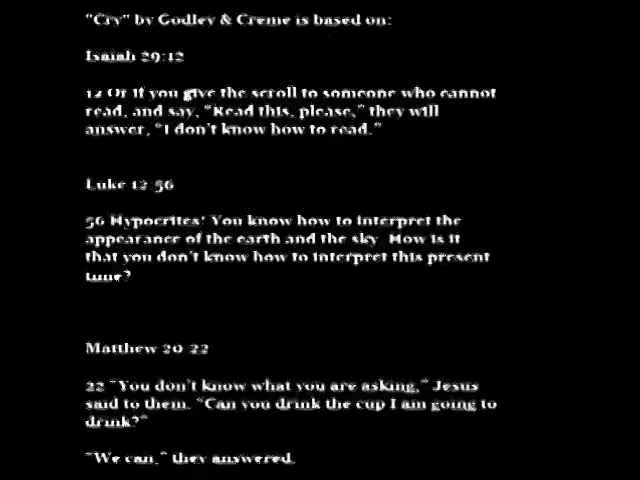 "Cry" by Godley & Creme is based on:
Isaiah 29:12
12 Or if you give the scroll to someone who cannot
read, and say, "Read this, please," they will
answer, "I don't know how to read."
Luke 12:56
56 Hypocrites! You know how to interpret the
appearance of the earth and the sky. How is it
that you don't know how to interpret this present
time?
Matthew 20:22
22 "You don't know what you are asking," Jesus
said to them. "Can you drink the cup I am going to
drink?"
"We can," they answered.